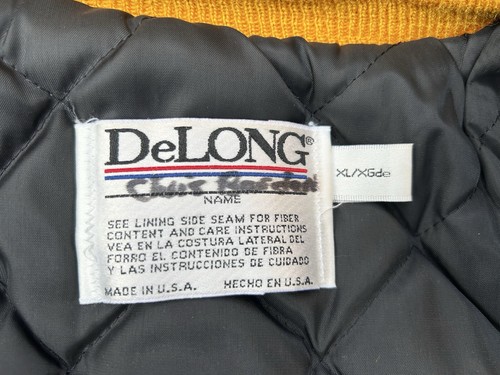 DeLONG®
XL/XGde
Chris
NAME
SEE LINING SIDE SEAM FOR FIBER
CONTENT AND CARE INSTRUCTIONS
VEA EN LA COSTURA LATERAL DEL
FORRO EL CONTENIDO DE FIBRA
Y LAS INSTRUCCIONES DE CUIDADO
MADE IN U.S.A. HECHO EN U.S.A.